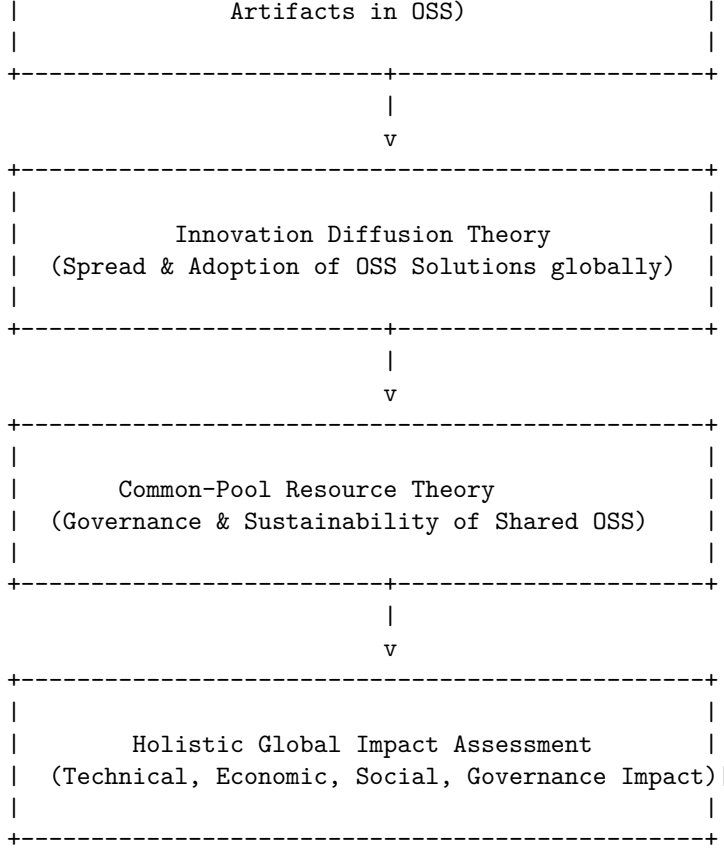 |               Artifacts in OSS)                 |
|                                                 |
+--------------------------+----------------------+
                           |
                           v
+-------------------------------------------------+
|                                                 |
|           Innovation Diffusion Theory           |
|  (Spread & Adoption of OSS Solutions globally)  |
|                                                 |
+--------------------------+----------------------+
                           |
                           v
+-------------------------------------------------+
|                                                 |
|       Common-Pool Resource Theory               |
|  (Governance & Sustainability of Shared OSS)    |
|                                                 |
+--------------------------+----------------------+
                           |
                           v
+-------------------------------------------------+
|                                                 |
|        Holistic Global Impact Assessment        |
|  (Technical, Economic, Social, Governance Impact)|
|                                                 |
+-------------------------------------------------+